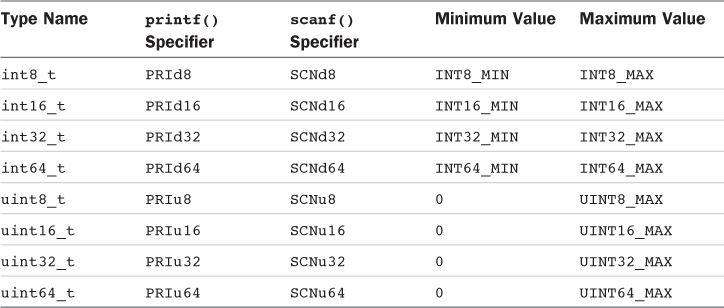 Type Name printf() Specifier scanf() Specifier Minimum Value Maximum Value
int8_t PRId8 SCNd8 INT8_MIN INT8_MAX
int16_t PRId16 SCNd16 INT16_MIN INT16_MAX
int32_t PRId32 SCNd32 INT32_MIN INT32_MAX
int64_t PRId64 SCNd64 INT64_MIN INT64_MAX
uint8_t PRIu8 SCNu8 0 UINT8_MAX
uint16_t PRIu16 SCNu16 0 UINT16_MAX
uint32_t PRIu32 SCNu32 0 UINT32_MAX
uint64_t PRIu64 SCNu64 0 UINT64_MAX